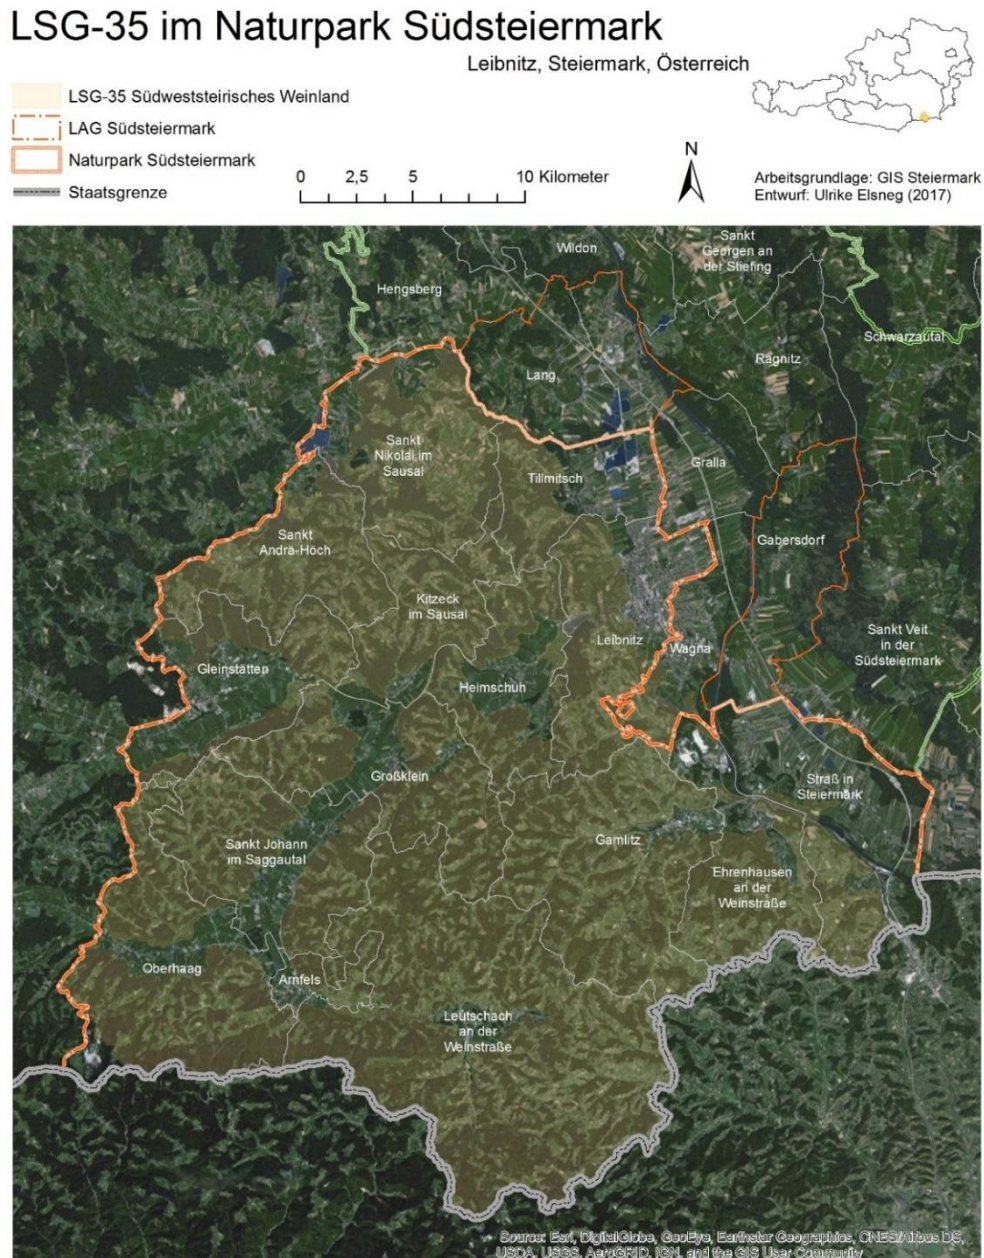 LSG-35 im Naturpark Südsteiermark
Leibnitz, Steiermark, Österreich
LSG-35 Südweststeirisches Weinland
LAG Südsteiermark
Naturpark Südsteiermark
Staatsgrenze
0 2,5 5 10 Kilometer
N
Arbeitsgrundlage: GIS Steiermark
Entwurf: Ulrike Elsneg (2017)
Wildon
Sankt
Georgen an
der Stiefing
Hengsberg
Schwarzautal
Ragnitz
Lang
Sankt
Nikolai im
Sausal
Tillmitsch
Gralla
Sankt
Andrä-Höch
Gabersdorf
Kitzeck
im Sausal
Leibnitz
Wagna
Sankt Veit
in der
Südsteiermark
Gleinstätten
Heimschuh
Großklein
Straß in
Steiermark
Sankt Johann
im Saggautal
Gamlitz
Ehrenhausen
an der
Weinstraße
Oberhaag
Arnfels
Leutschach
an der
Weinstraße
Source: Esri, DigitalGlobe, GeoEye, Earthstar Geographics, CNES/Airbus DS,
USDA, USGS, AeroGRID, IGN, and the GIS User Community